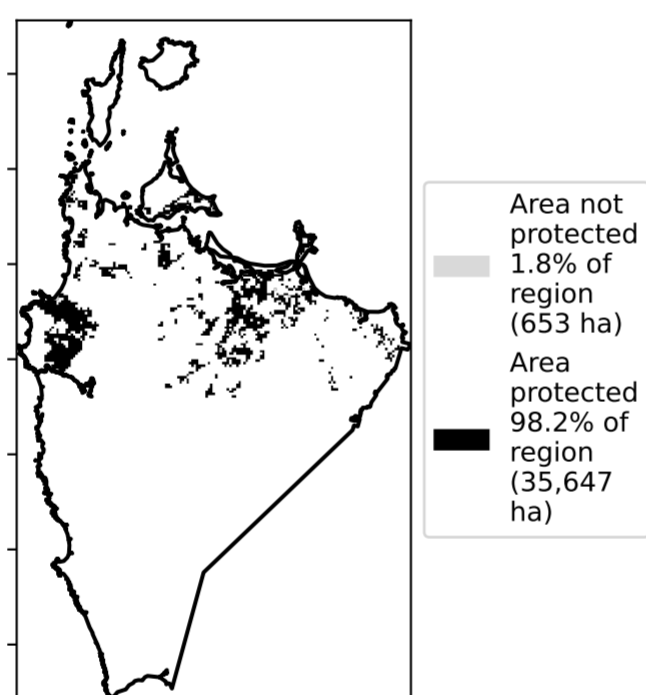 Area not
protected
1.8% of
region
(653 ha)
Area
protected
98.2% of
region
(35,647
ha)